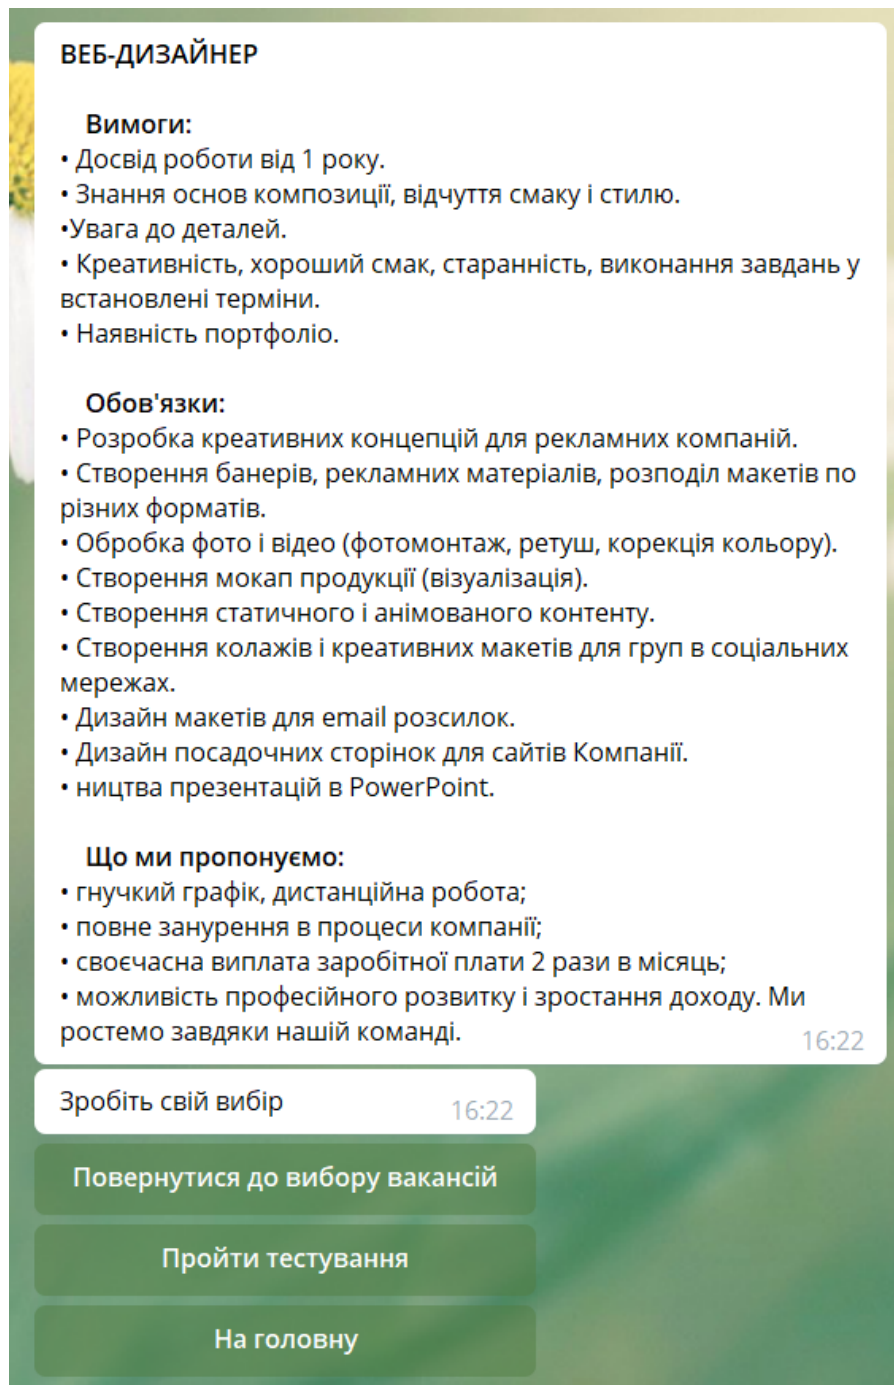 ВЕБ-ДИЗАЙНЕР
Вимоги:
• Досвід роботи від 1 року.
• Знання основ композиції, відчуття смаку і стилю.
•Увага до деталей.
• Креативність, хороший смак, старанність, виконання завдань у
встановлені терміни.
• Наявність портфоліо.
Обов'язки:
• Розробка креативних концепцій для рекламних компаній.
• Створення банерів, рекламних матеріалів, розподіл макетів по
різних форматів.
• Обробка фото і відео (фотомонтаж, ретуш, корекція кольору).
• Створення мокап продукції (візуалізація).
• Створення статичного і анімованого контенту.
• Створення колажів і креативних макетів для груп в соціальних
мережах.
• Дизайн макетів для email розсилок.
• Дизайн посадочних сторінок для сайтів Компанії.
• ництва презентацій в PowerPoint.
Що ми пропонуємо:
• гнучкий графік, дистанційна робота;
• повне занурення в процеси компанії;
• своєчасна виплата заробітної плати 2 рази в місяць;
• можливість професійного розвитку і зростання доходу. Ми
ростемо завдяки нашій команді.
16:22
Зробіть свій вибір
16:22
Повернутися до вибору вакансій
Пройти тестування
На головну